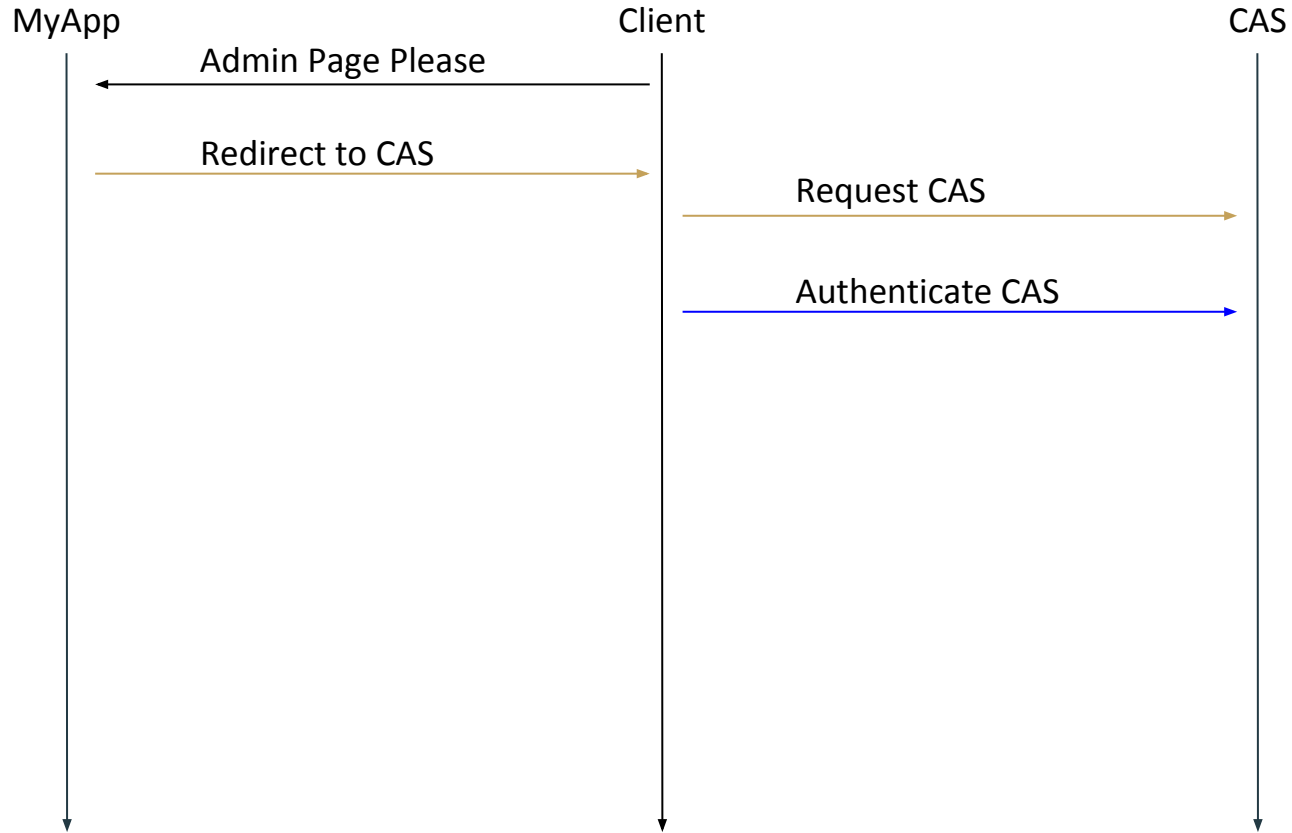 MyApp
Client
CAS
Admin Page Please
Redirect to CAS
Request CAS
Authenticate CAS